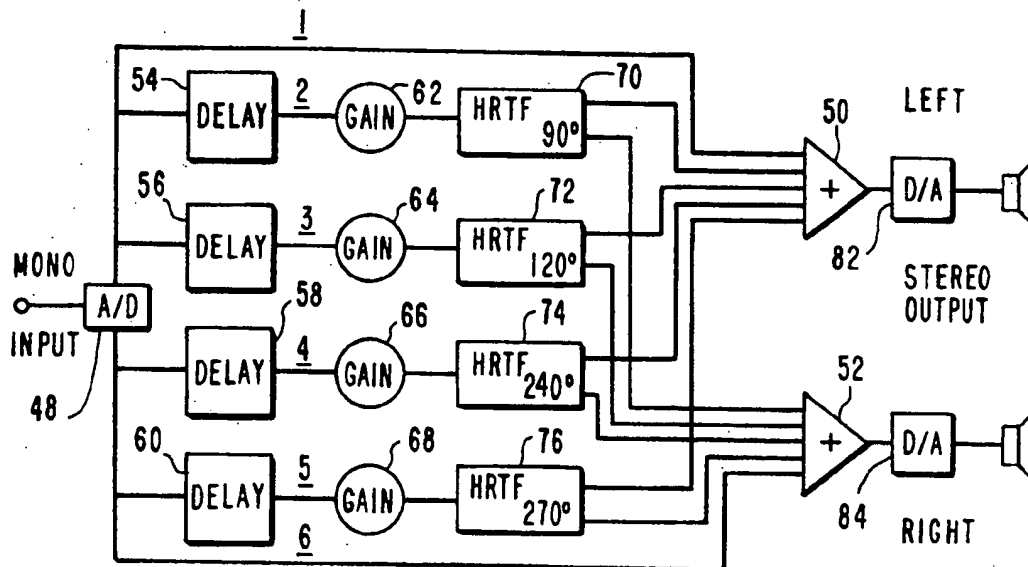 1
54
DELAY
2
62
GAIN
70
HRTF
90°
50
LEFT
+
D/A
82
56
DELAY
3
64
GAIN
72
HRTF
120°
MONO
INPUT
A/D
48
STEREO
OUTPUT
58
DELAY
4
66
GAIN
74
HRTF
240°
52
+
D/A
84
60
DELAY
5
68
GAIN
76
HRTF
270°
6
RIGHT